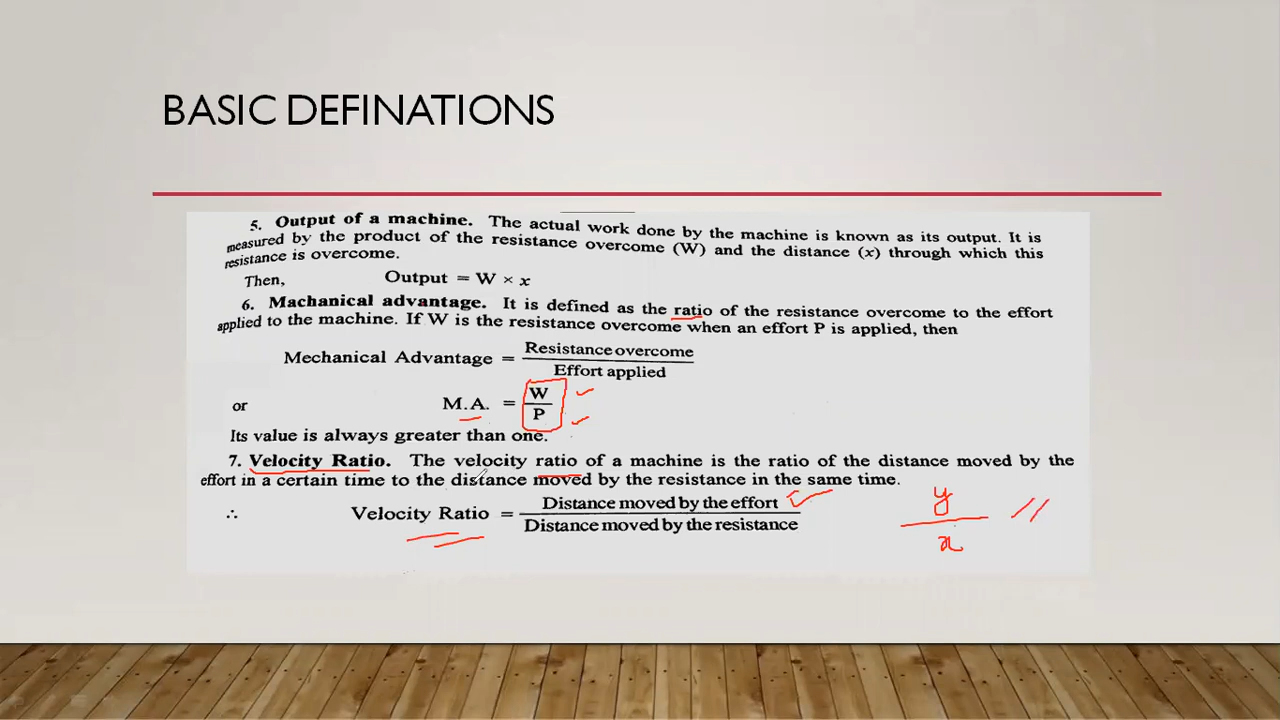 BASIC DEFINATIONS
5. Output of a machine. The actual work done by the machine is known as its output. It is
measured by the product of the resistance overcome (W) and the distance (x) through which this
resistance is overcome.
Then, Output = W × x
6. Machanical advantage. It is defined as the ratio of the resistance overcome to the effort
applied to the machine. If W is the resistance overcome when an effort P is applied, then
Mechanical Advantage = Resistance overcome
Effort applied
or M.A. = W
P
Its value is always greater than one.
7. Velocity Ratio. The velocity ratio of a machine is the ratio of the distance moved by the
effort in a certain time to the distance moved by the resistance in the same time.
∴ Velocity Ratio = Distance moved by the effort
Distance moved by the resistance
y
x